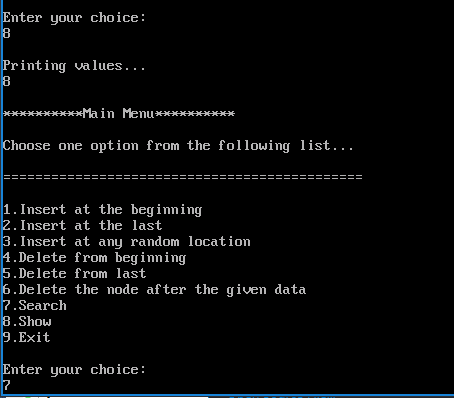 Enter your choice:
8
Printing values...
8
**********Main Menu**********
Choose one option from the following list...
=============================================
1.Insert at the beginning
2.Insert at the last
3.Insert at any random location
4.Delete from beginning
5.Delete from last
6.Delete the node after the given data
7.Search
8.Show
9.Exit
Enter your choice:
7